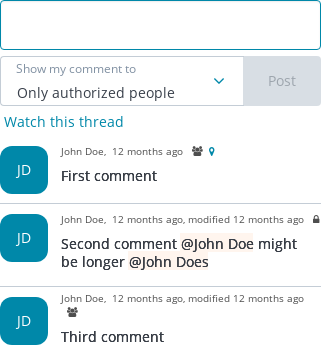 Show my comment to
Only authorized people
Post
Watch this thread
JD
John Doe, 12 months ago
First comment
JD
John Doe, 12 months ago, modified 12 months ago
Second comment @John Doe might
be longer @John Does
JD
John Doe, 12 months ago, modified 12 months ago
Third comment